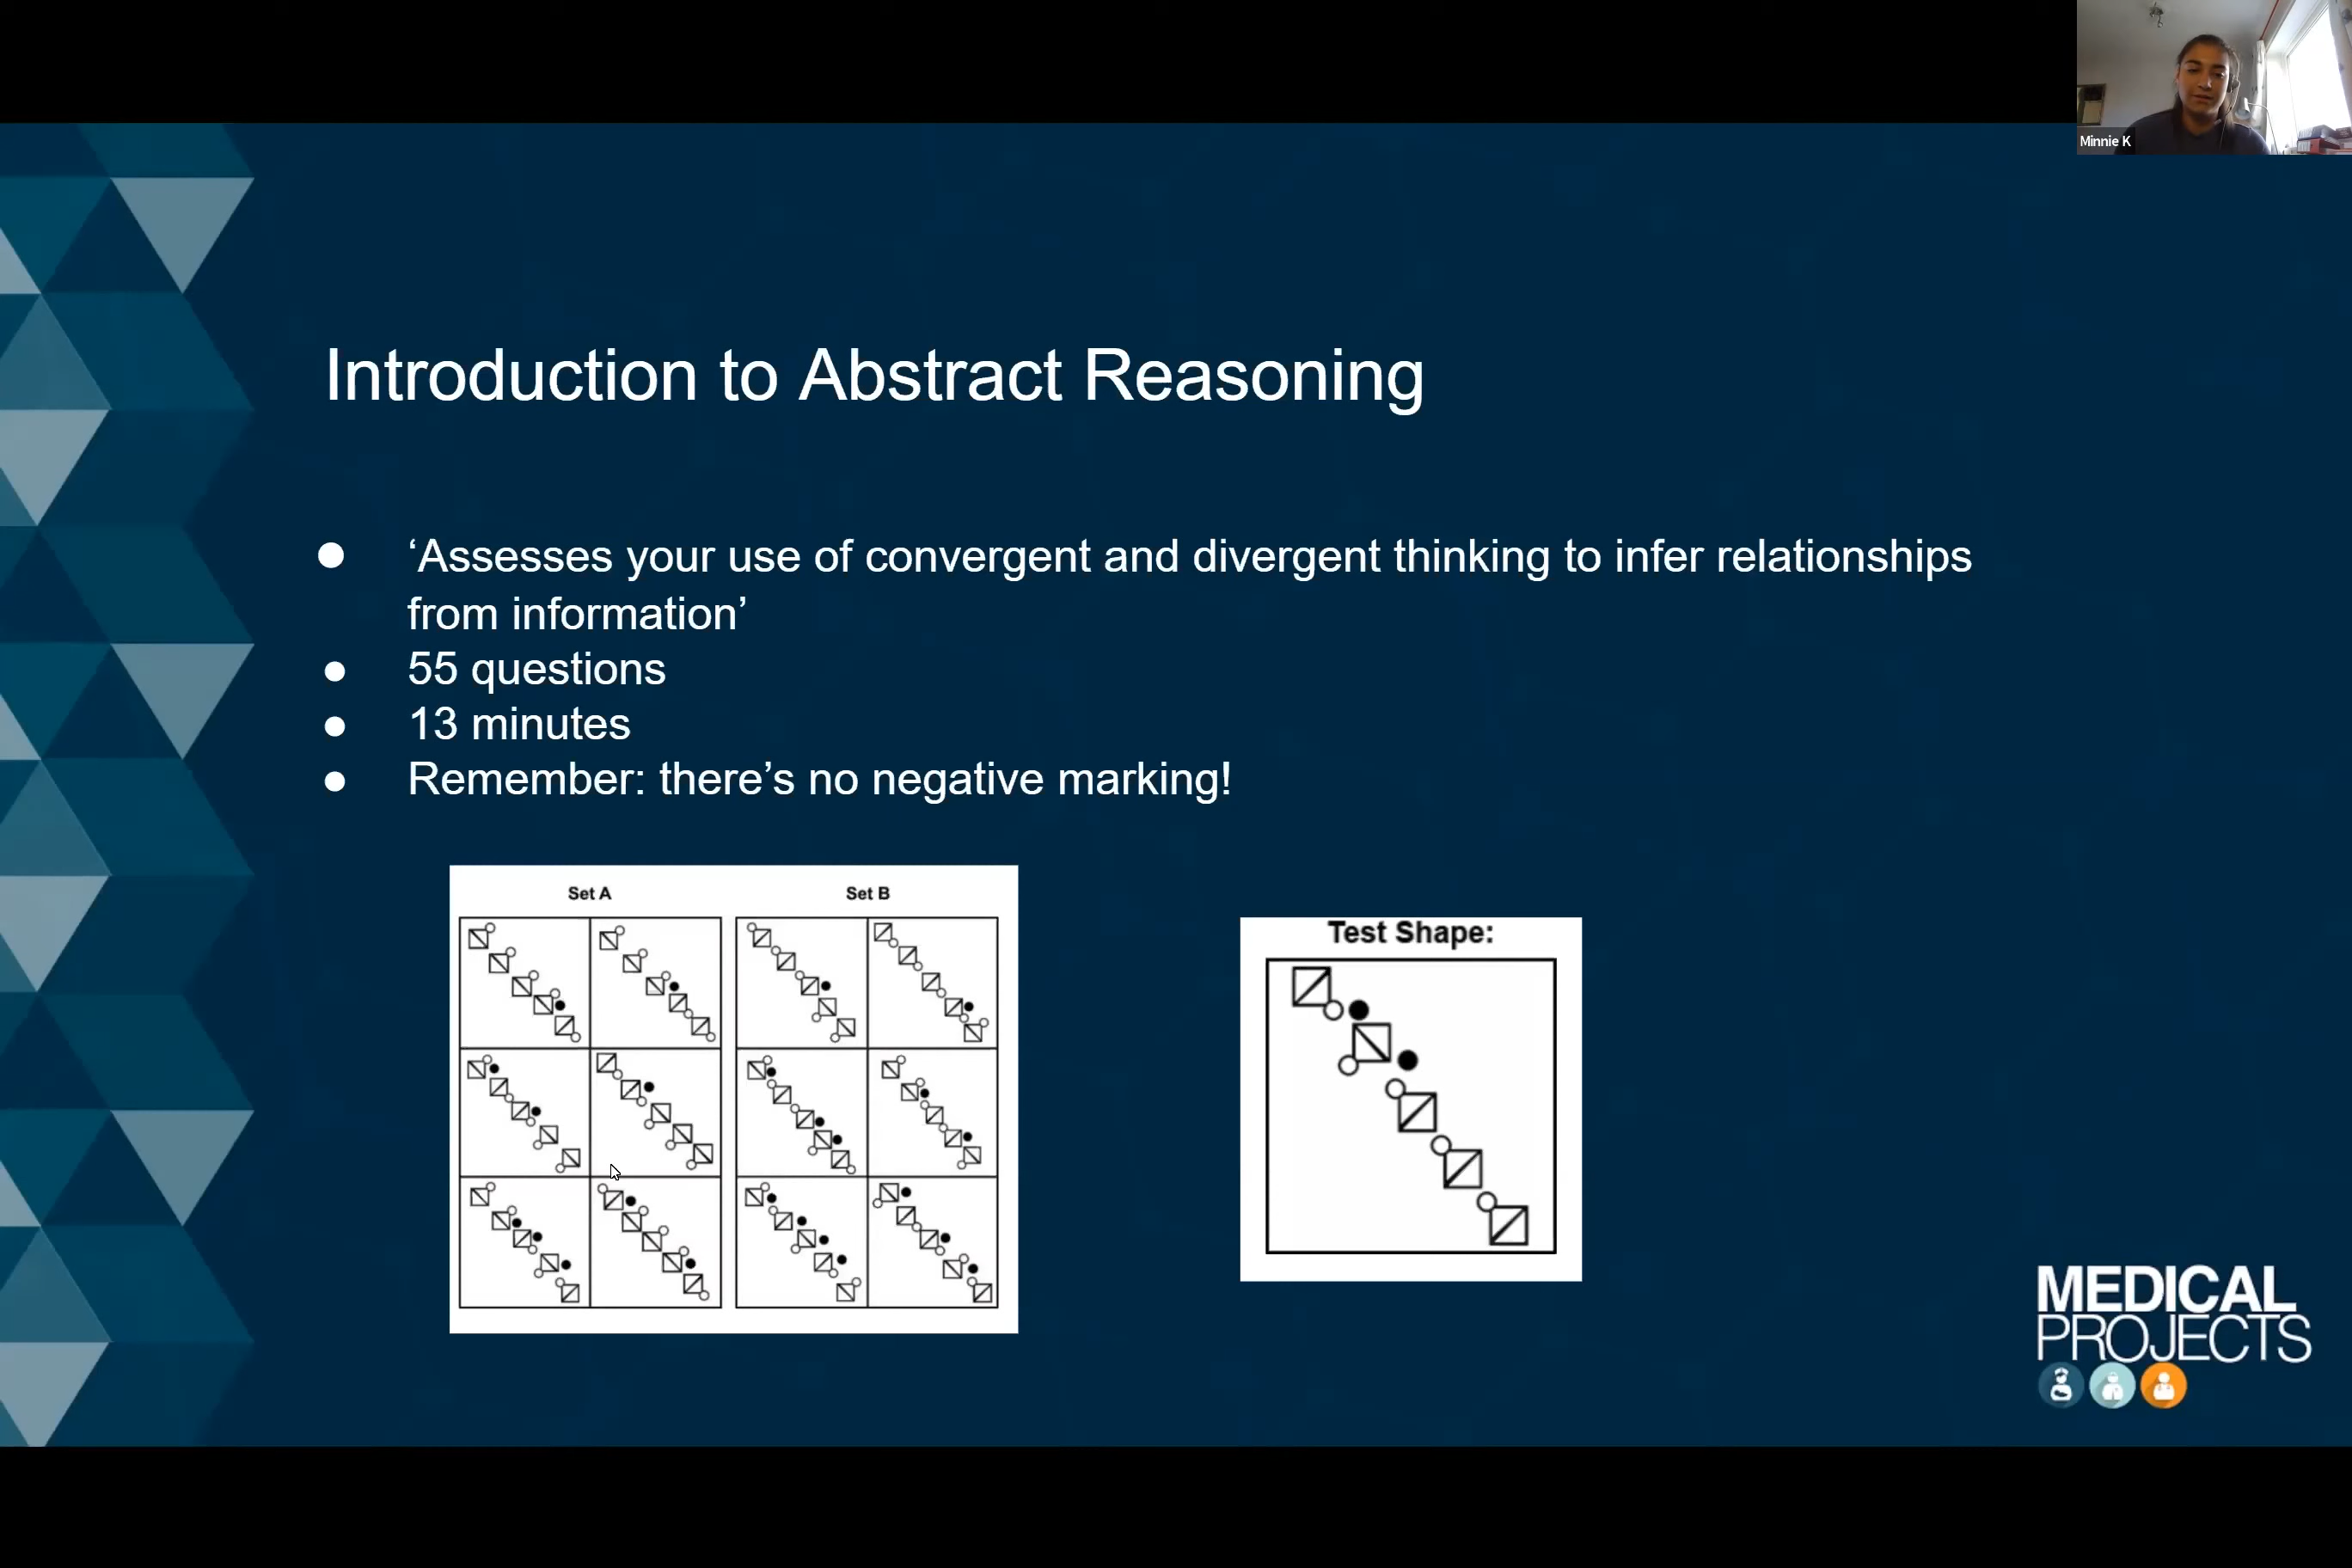 Minnie K
Introduction to Abstract Reasoning
‘Assesses your use of convergent and divergent thinking to infer relationships
from information’
55 questions
13 minutes
Remember: there’s no negative marking!
Set A
Set B
Test Shape:
MEDICAL
PROJECTS